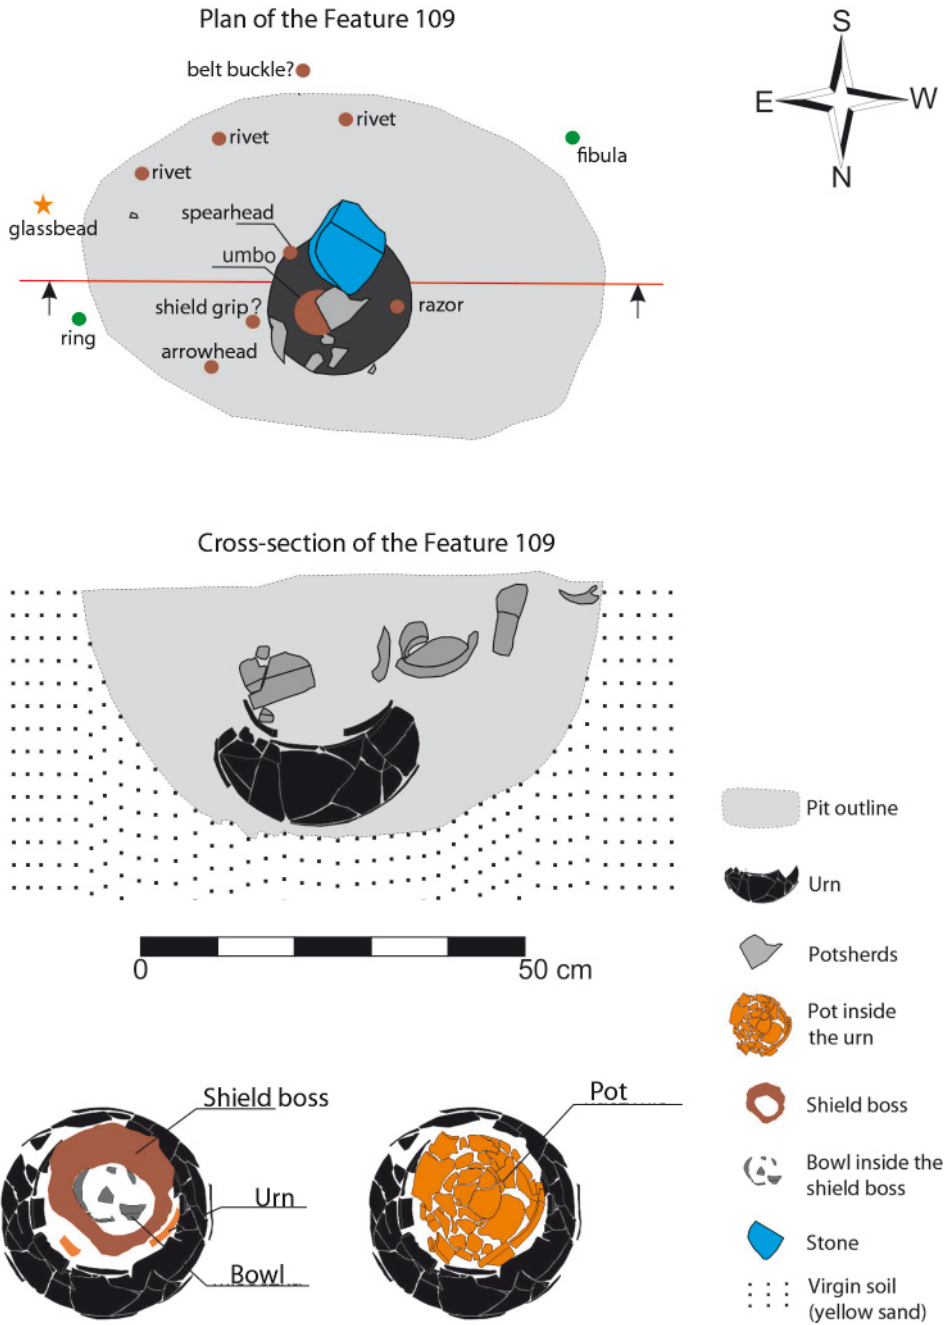 Plan of the Feature 109
S
E
W
N
belt buckle?
rivet
rivet
rivet
fibula
glassbead
spearhead
umbo
shield grip?
razor
ring
arrowhead
Cross-section of the Feature 109
0
50 cm
Pit outline
Urn
Potsherds
Pot inside
the urn
Shield boss
Bowl inside the
shield boss
Stone
Virgin soil
(yellow sand)
Shield boss
Urn
Bowl
Pot